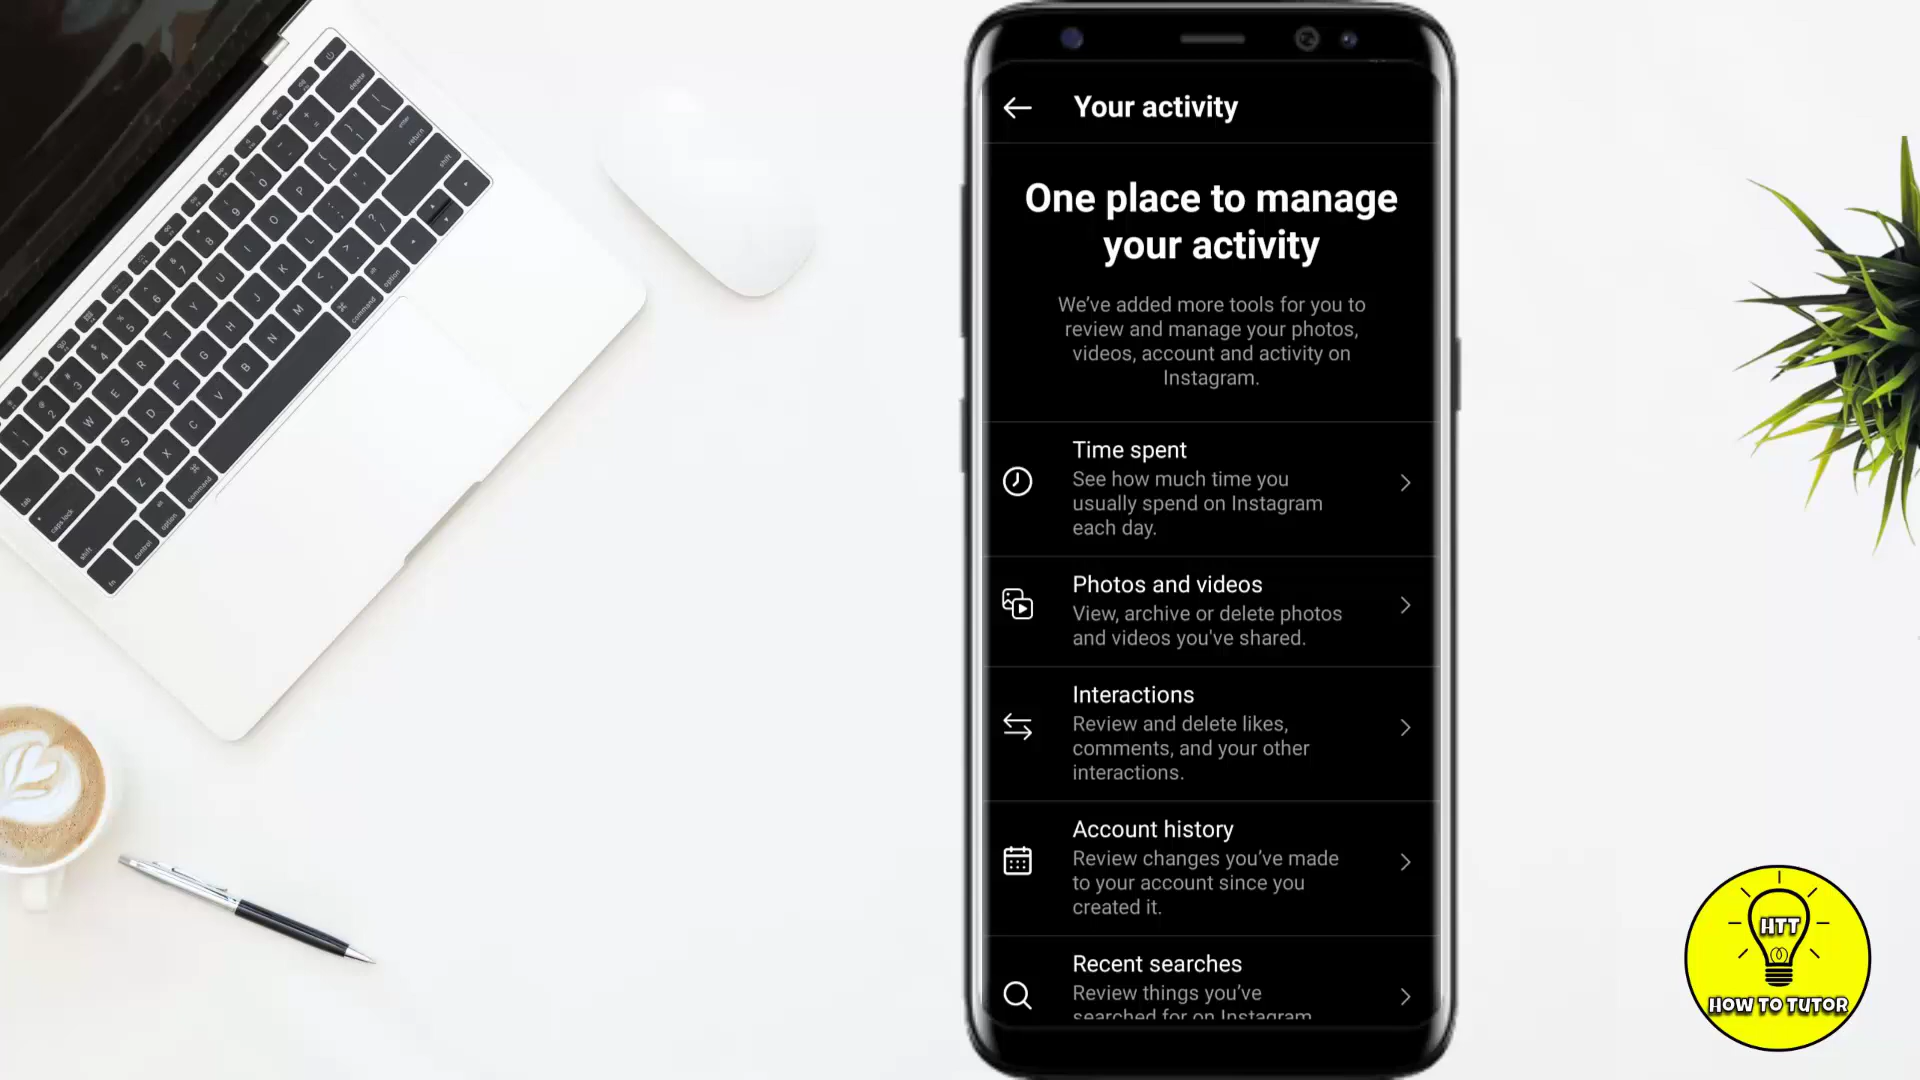 Your activity
One place to manage
your activity
We've added more tools for you to
review and manage your photos,
videos, account and activity on
Instagram.
Time spent
See how much time you
usually spend on Instagram
each day.
Photos and videos
View, archive or delete photos
and videos you've shared.
Interactions
Review and delete likes,
comments, and your other
interactions.
Account history
Review changes you've made
to your account since you
created it.
Recent searches
Review things you've
searched for on Instagram
HTT
HOW TO TUTOR